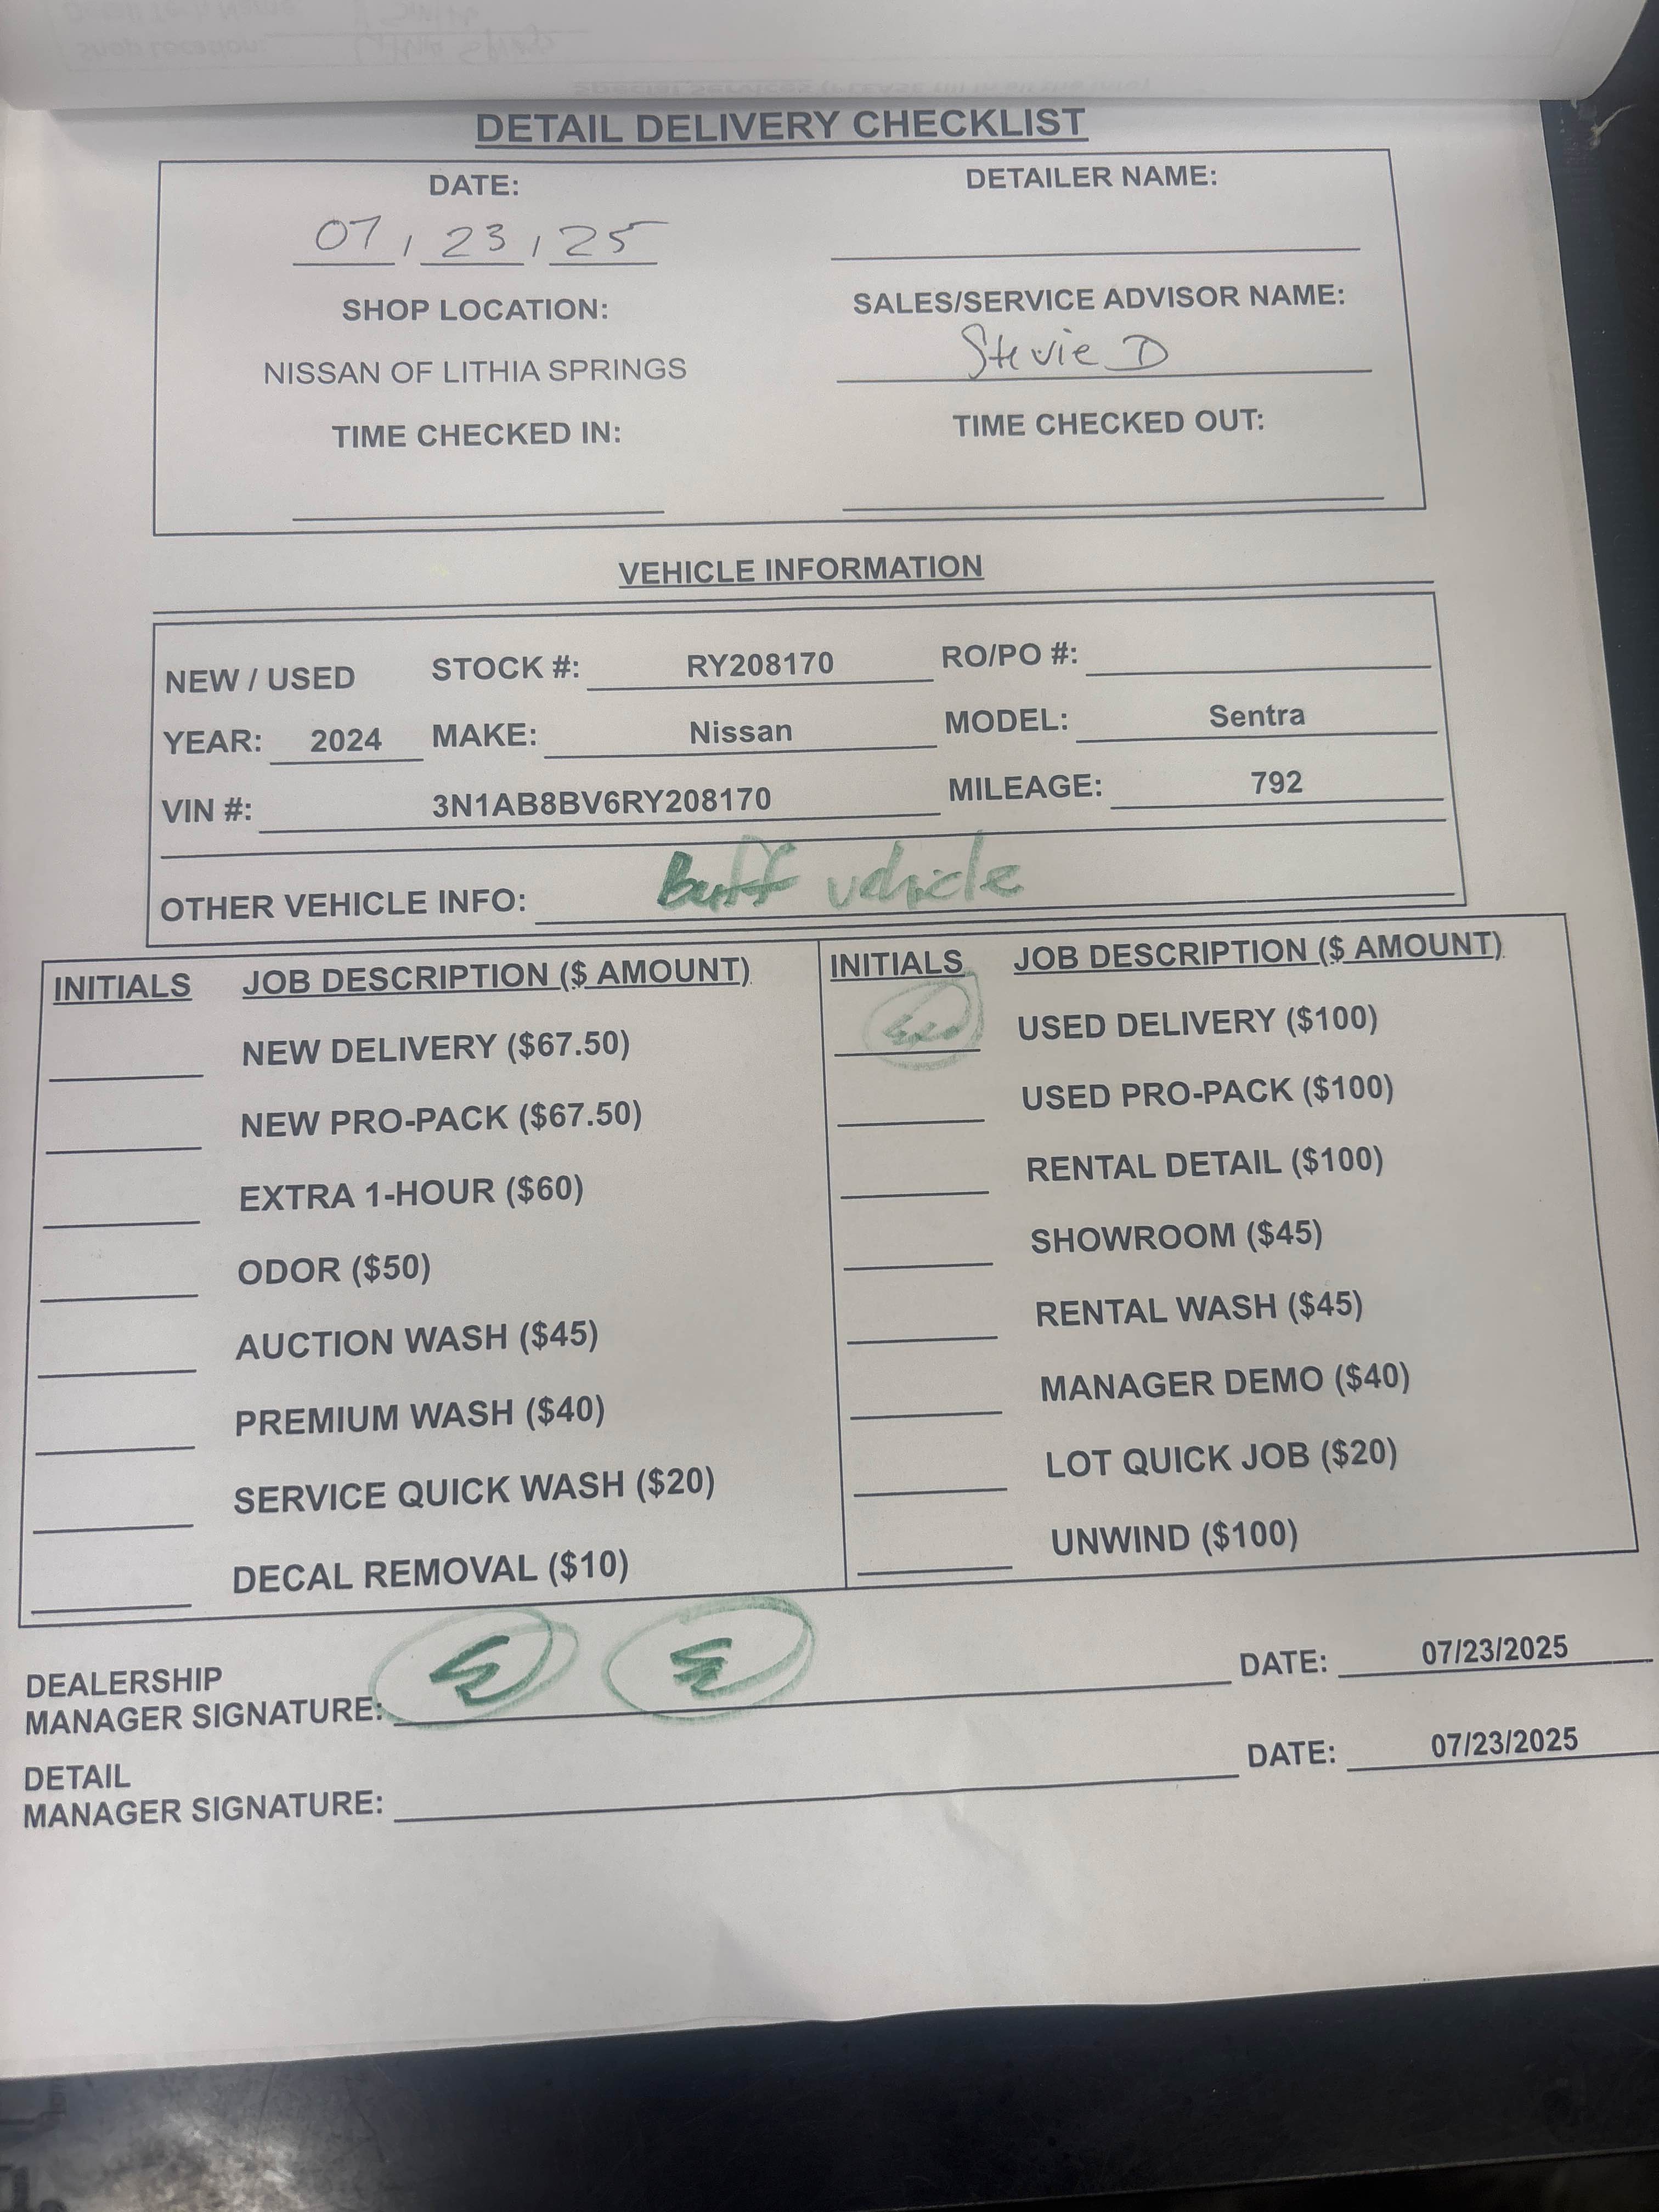 DETAIL DELIVERY CHECKLIST
DATE: DETAILER NAME:
07 / 23 / 25
SHOP LOCATION: SALES/SERVICE ADVISOR NAME:
NISSAN OF LITHIA SPRINGS Stevie D
TIME CHECKED IN: TIME CHECKED OUT:
VEHICLE INFORMATION
NEW / USED STOCK #: RY208170 RO/PO #:
YEAR: 2024 MAKE: Nissan MODEL: Sentra
VIN #: 3N1AB8BV6RY208170 MILEAGE: 792
OTHER VEHICLE INFO: Buff vehicle
INITIALS JOB DESCRIPTION ($ AMOUNT)
NEW DELIVERY ($67.50)
NEW PRO-PACK ($67.50)
EXTRA 1-HOUR ($60)
ODOR ($50)
AUCTION WASH ($45)
PREMIUM WASH ($40)
SERVICE QUICK WASH ($20)
DECAL REMOVAL ($10)
INITIALS JOB DESCRIPTION ($ AMOUNT)
USED DELIVERY ($100)
USED PRO-PACK ($100)
RENTAL DETAIL ($100)
SHOWROOM ($45)
RENTAL WASH ($45)
MANAGER DEMO ($40)
LOT QUICK JOB ($20)
UNWIND ($100)
DEALERSHIP
MANAGER SIGNATURE: DATE: 07/23/2025
DETAIL
MANAGER SIGNATURE: DATE: 07/23/2025